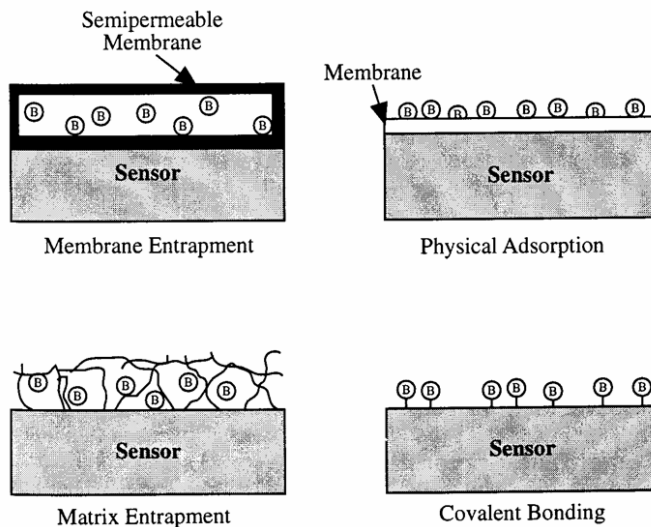 Semipermeable
Membrane
B B B B B B B
Sensor
Membrane Entrapment
Membrane
B B B B B B B B
Sensor
Physical Adsorption
B B B B B B
Sensor
Matrix Entrapment
B B B B B B B
Sensor
Covalent Bonding